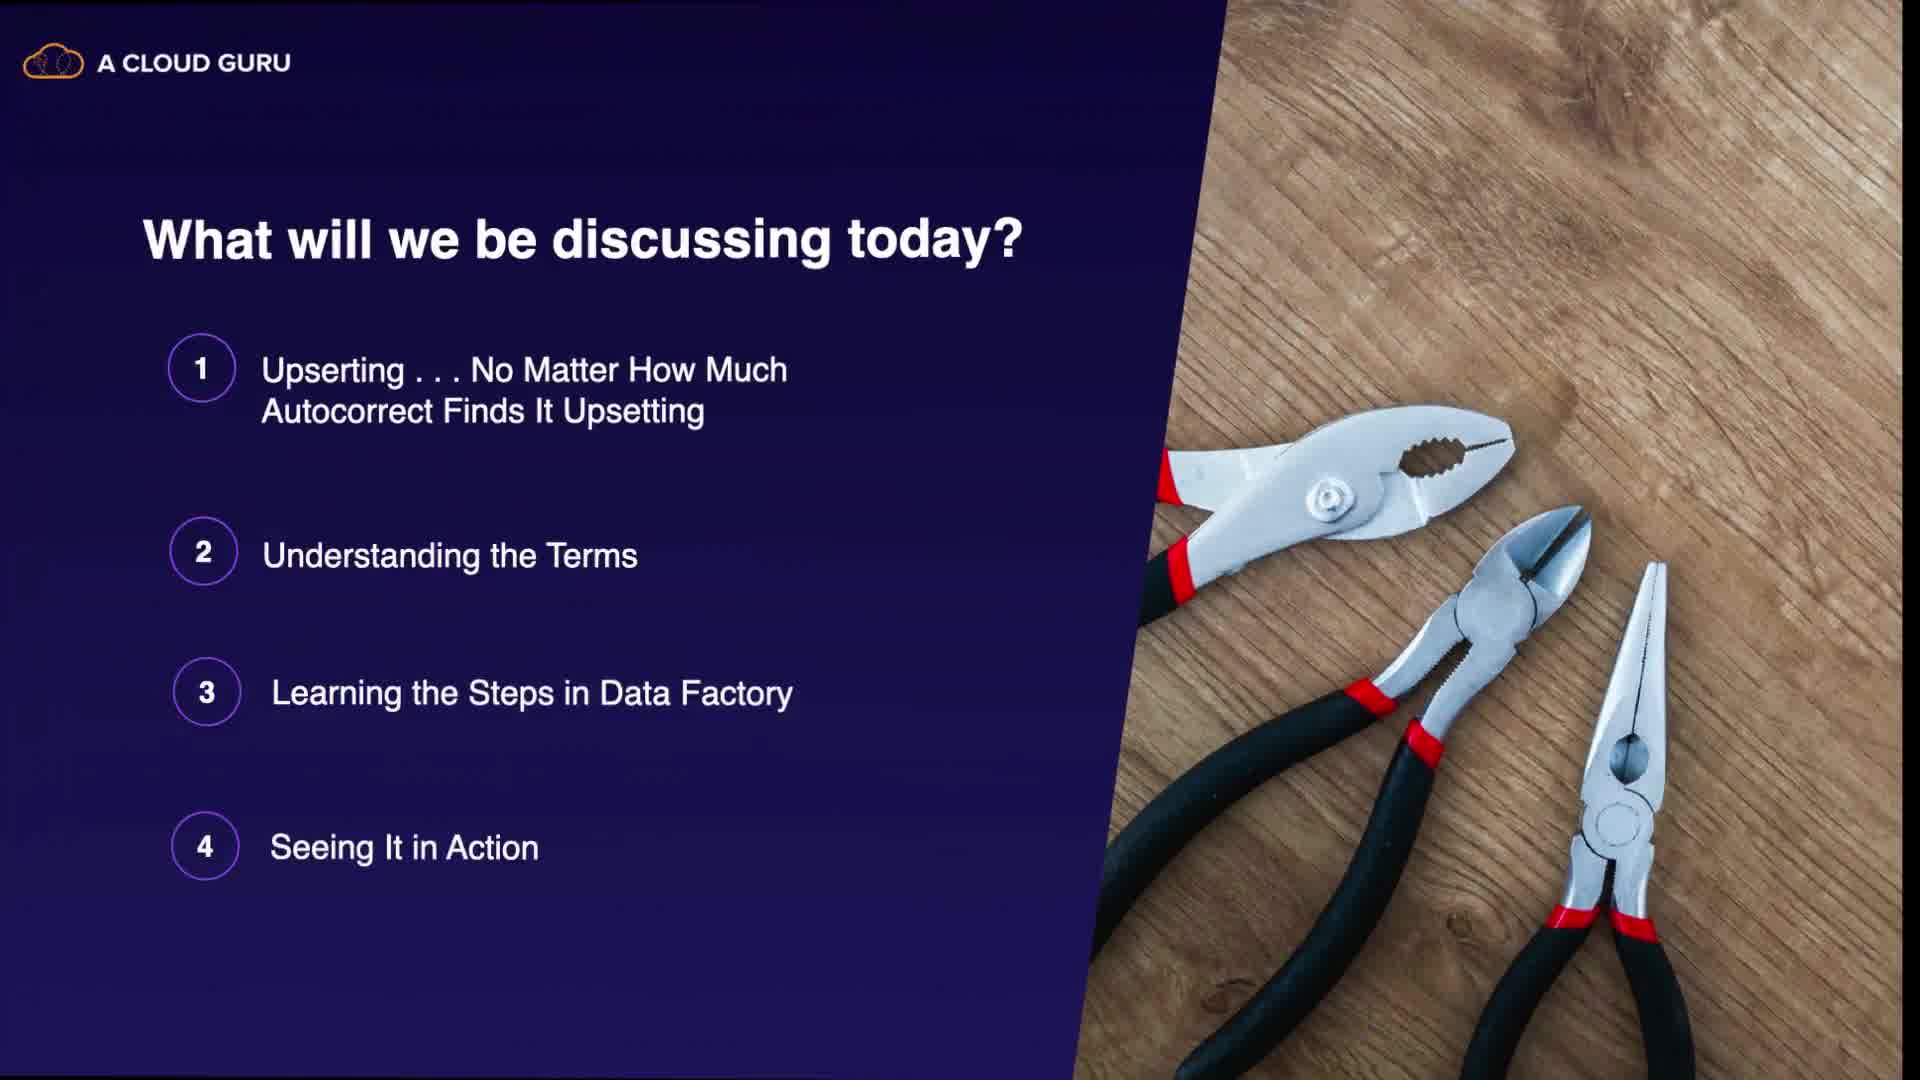 A CLOUD GURU
What will we be discussing today?
1
Upserting . . . No Matter How Much
Autocorrect Finds It Upsetting
2
Understanding the Terms
3
Learning the Steps in Data Factory
4
Seeing It in Action